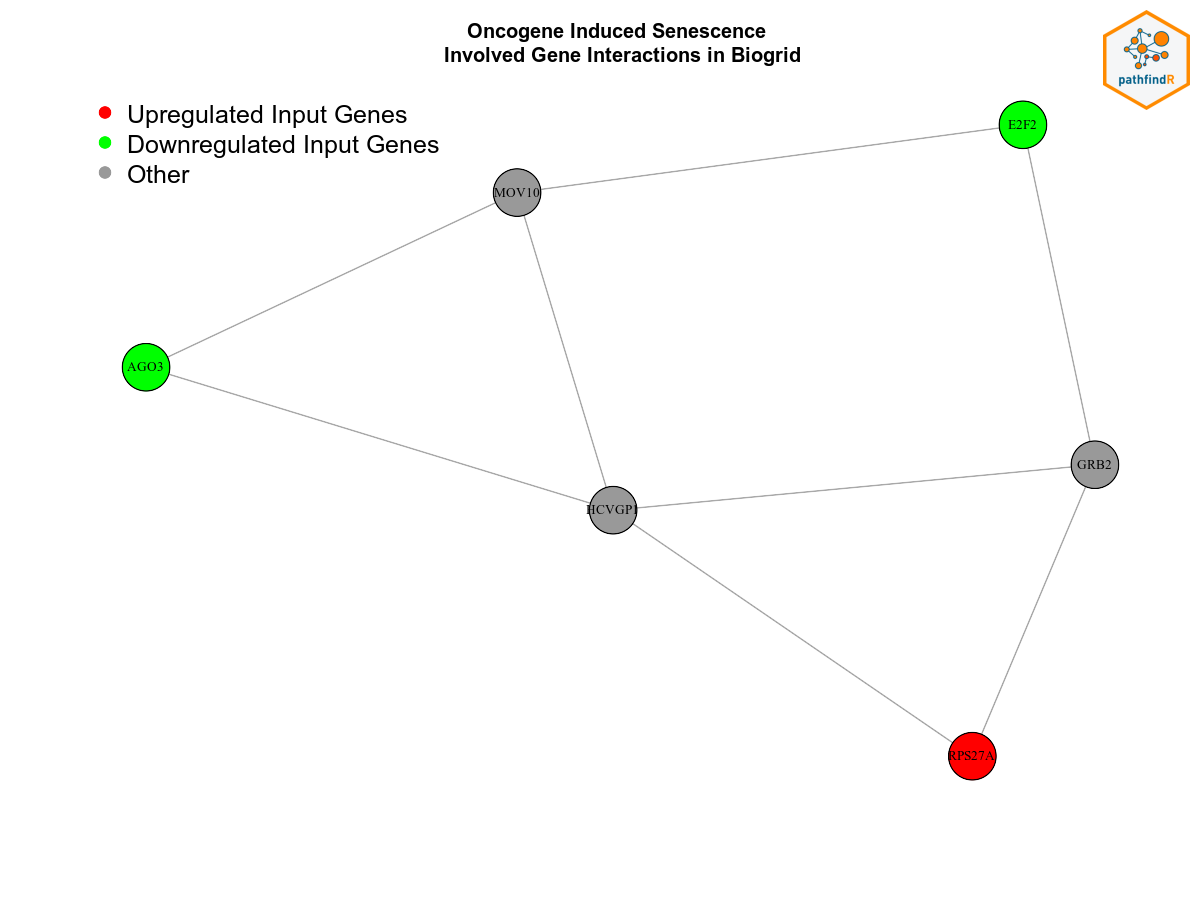 Oncogene Induced Senescence
Involved Gene Interactions in Biogrid
pathfindR
Upregulated Input Genes
Downregulated Input Genes
Other
E2F2
MOV10
AGO3
GRB2
HCVGP1
RPS27A